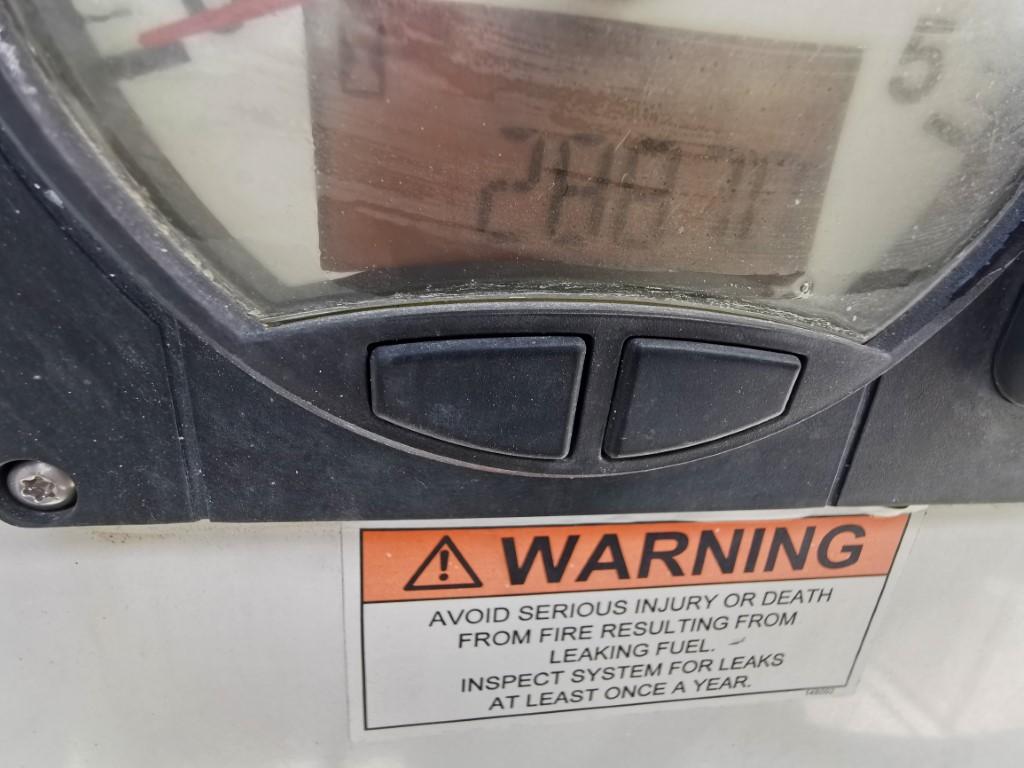 5
WARNING
AVOID SERIOUS INJURY OR DEATH
FROM FIRE RESULTING FROM
LEAKING FUEL.
INSPECT SYSTEM FOR LEAKS
AT LEAST ONCE A YEAR.